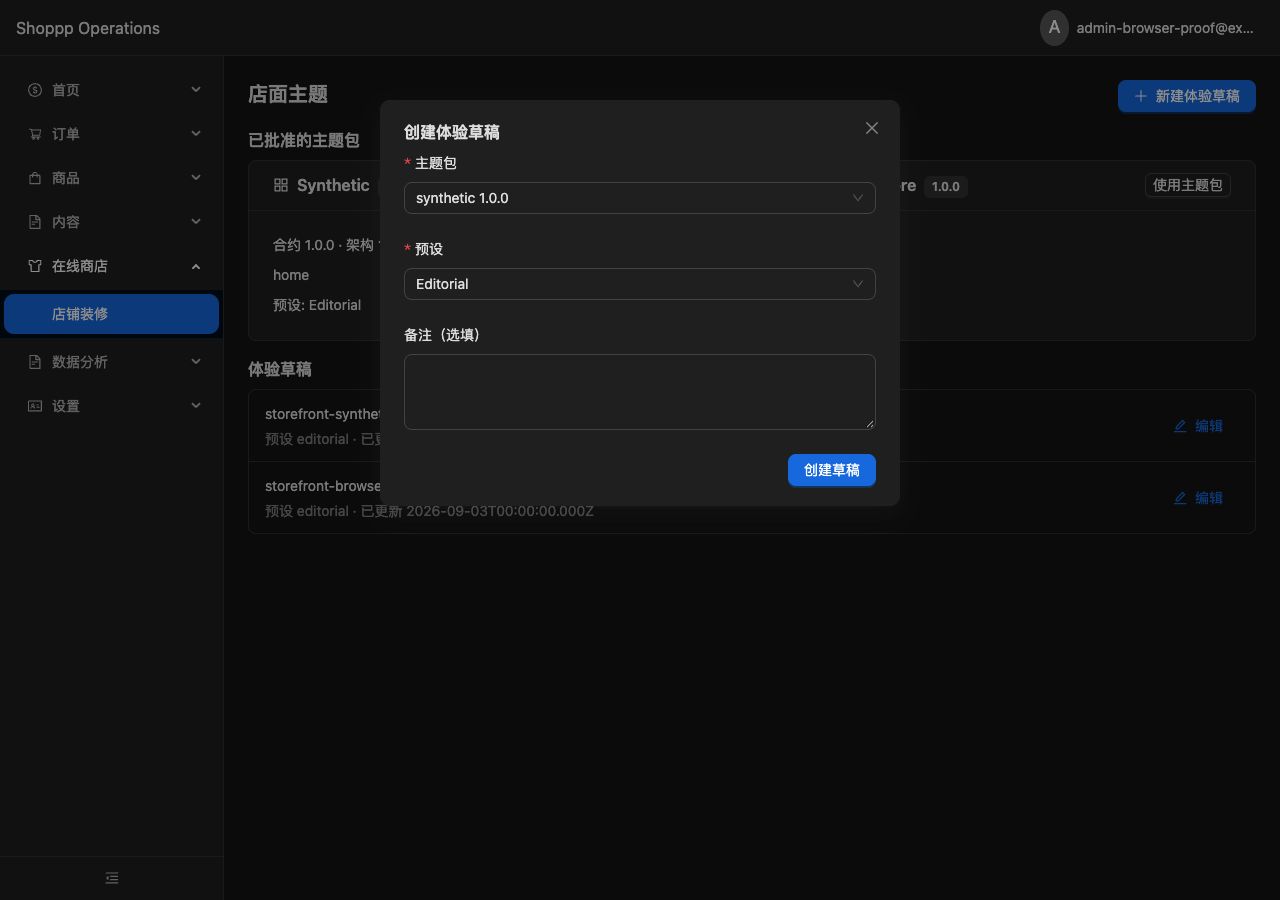 Shoppp Operations
A
admin-browser-proof@ex...
首页
订单
商品
内容
在线商店
店铺装修
数据分析
设置
店面主题
新建体验草稿
已批准的主题包
Synthetic
re 1.0.0
使用主题包
合约 1.0.0 · 架构
home
预设: Editorial
体验草稿
storefront-synthet
预设 editorial · 已更
编辑
storefront-browse
预设 editorial · 已更新 2026-09-03T00:00:00.000Z
编辑
创建体验草稿
* 主题包
synthetic 1.0.0
* 预设
Editorial
备注（选填）
创建草稿